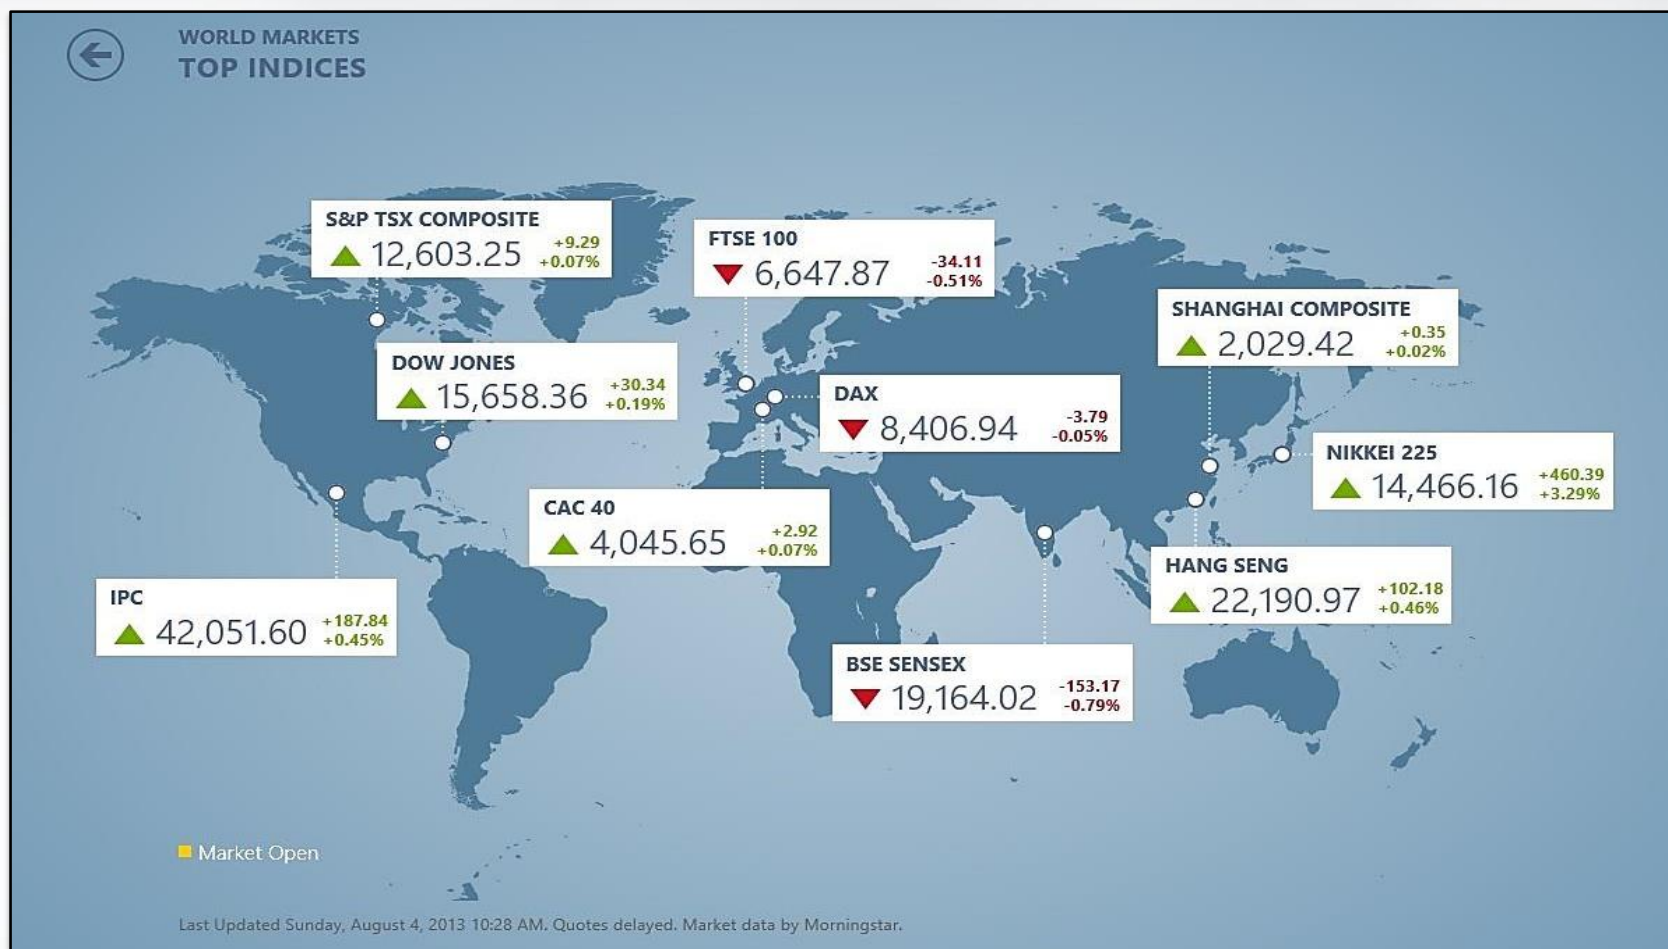 WORLD MARKETS
TOP INDICES
S&P TSX COMPOSITE
12,603.25
+9.29
+0.07%
FTSE 100
6,647.87
-34.11
-0.51%
SHANGHAI COMPOSITE
2,029.42
+0.35
+0.02%
DOW JONES
15,658.36
+30.34
+0.19%
DAX
8,406.94
-3.79
-0.05%
NIKKEI 225
14,466.16
+460.39
+3.29%
CAC 40
4,045.65
+2.92
+0.07%
HANG SENG
22,190.97
+102.18
+0.46%
IPC
42,051.60
+187.84
+0.45%
BSE SENSEX
19,164.02
-153.17
-0.79%
Market Open
Last Updated Sunday, August 4, 2013 10:28 AM. Quotes delayed. Market data by Morningstar.